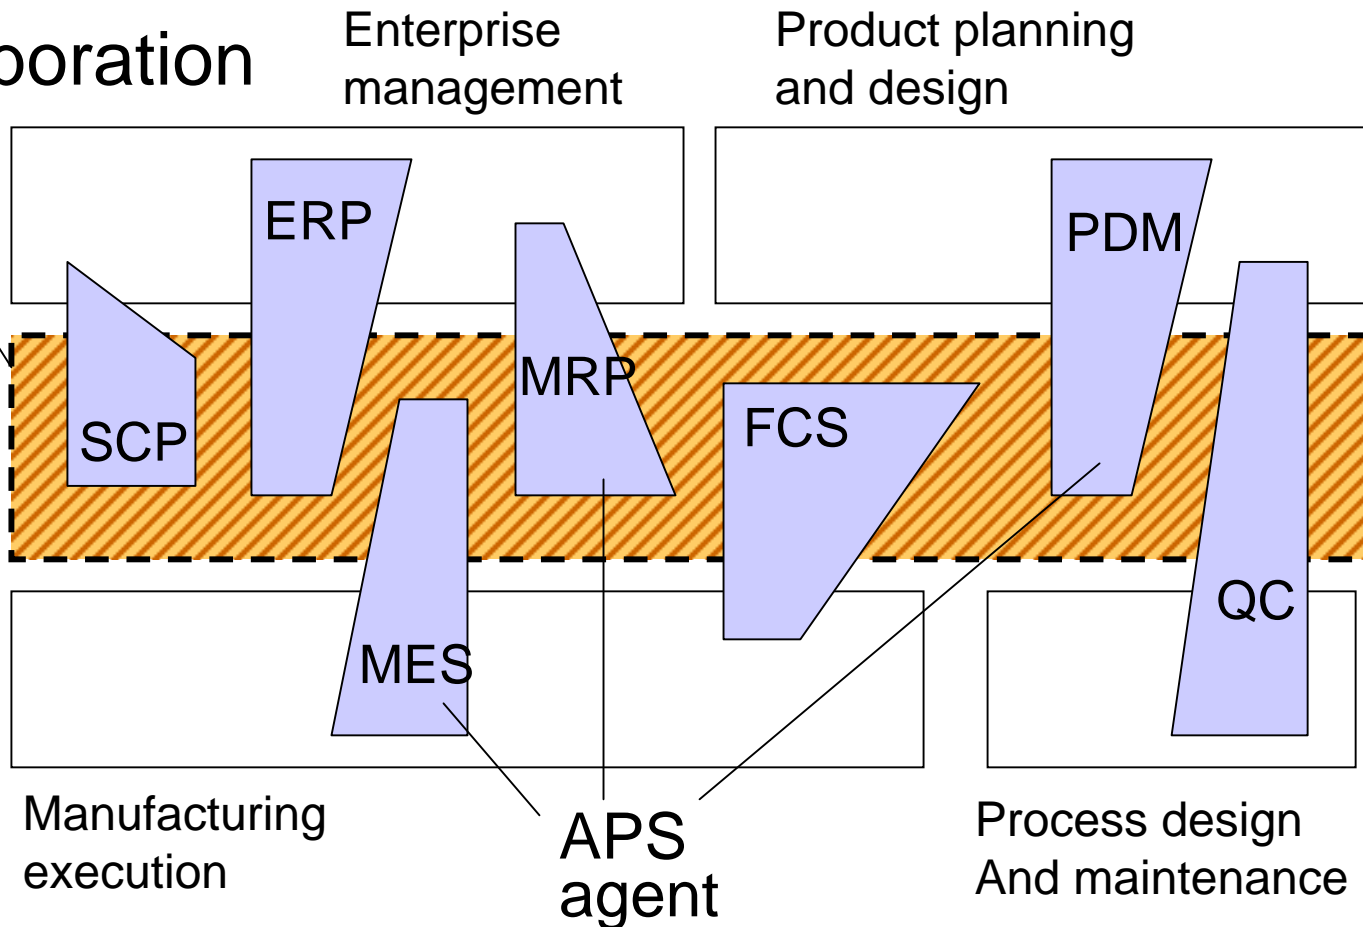 poration
Enterprise
management
Product planning
and design
ERP
PDM
MRP
SCP
FCS
QC
MES
Manufacturing
execution
APS
agent
Process design
And maintenance